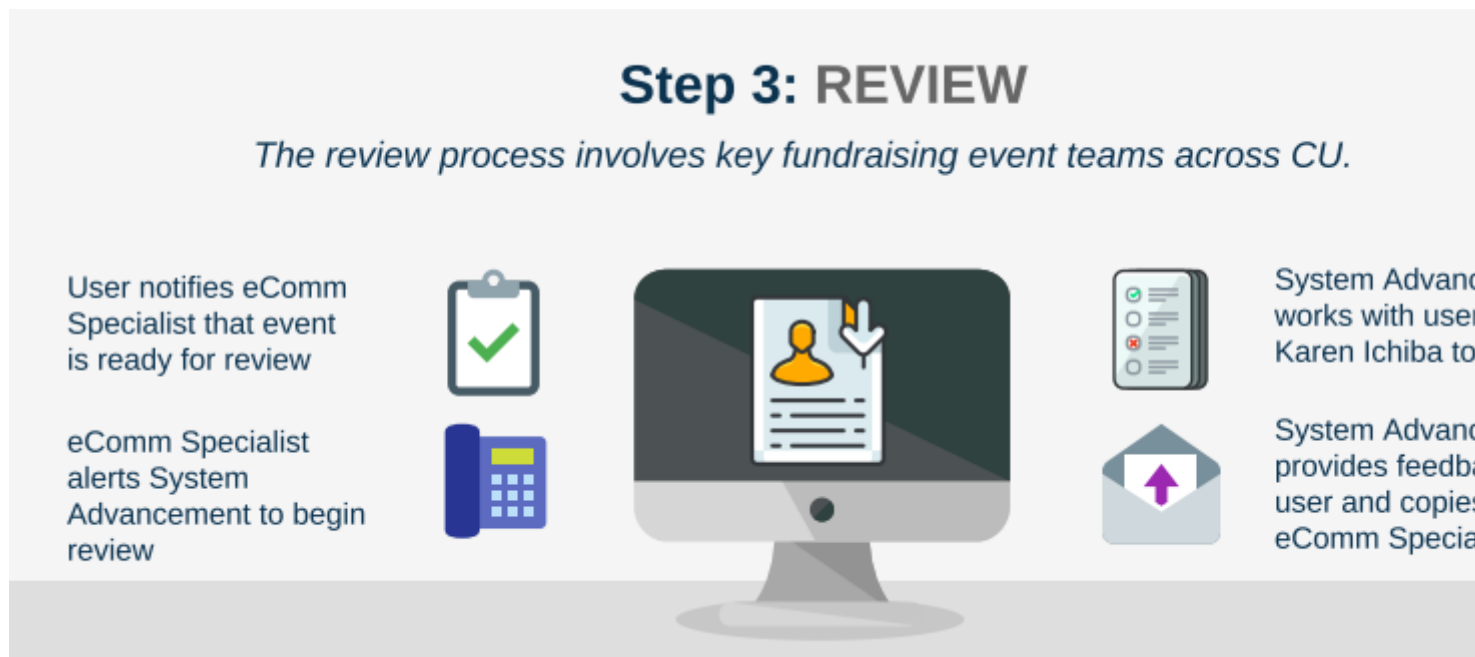 Step 3: REVIEW
The review process involves key fundraising event teams across CU.
User notifies eComm
Specialist that event
is ready for review
eComm Specialist
alerts System
Advancement to begin
review
System
works with
Karen Ichiba to
System
provides
user and
eComm